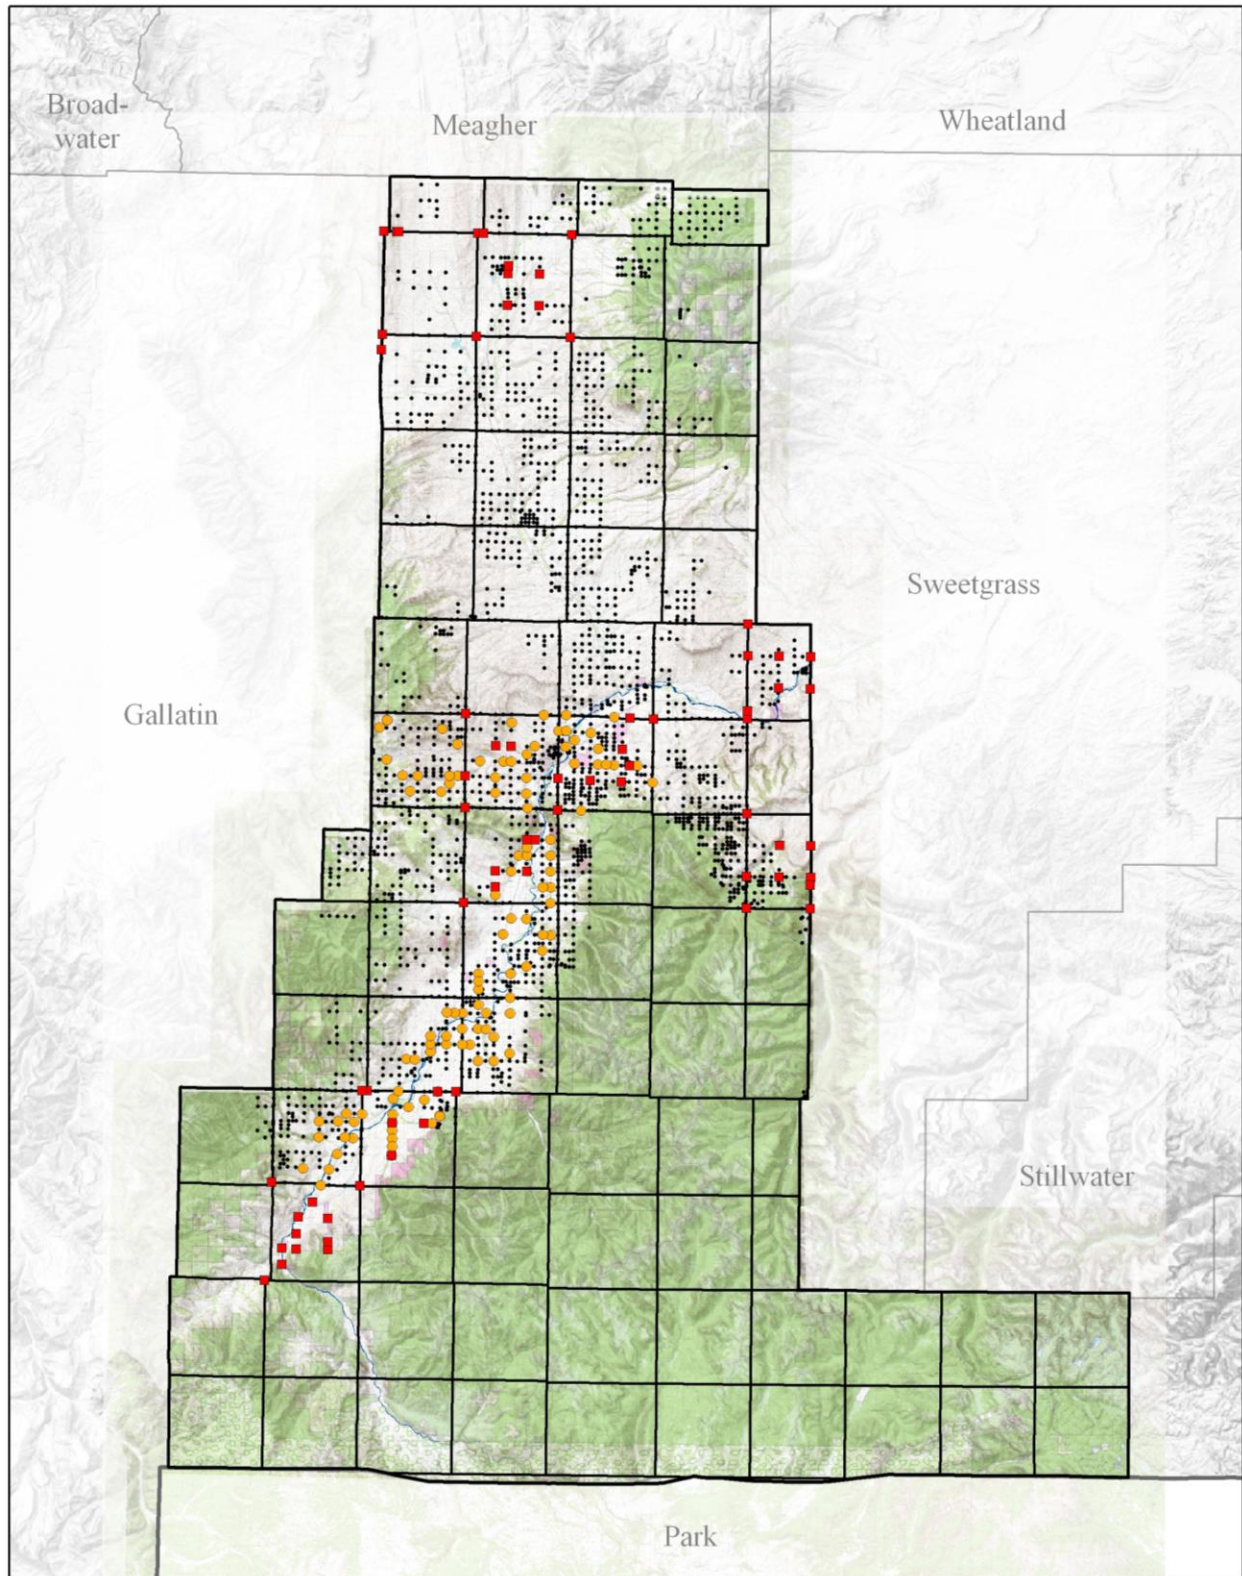 Broad-
water
Meagher
Wheatland
Sweetgrass
Gallatin
Stillwater
Park